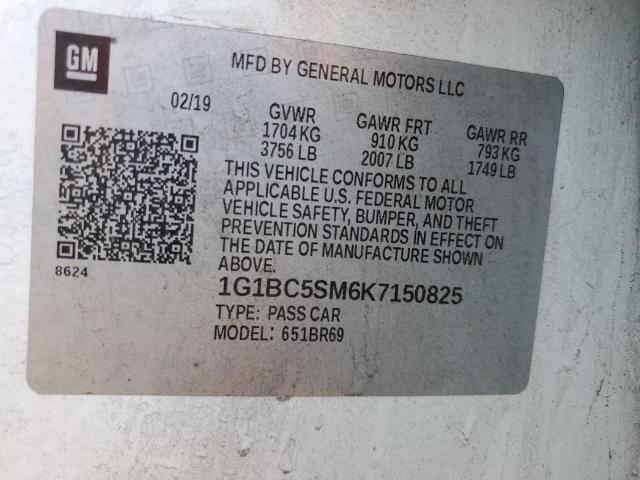 GM
MFD BY GENERAL MOTORS LLC
02/19
GVWR
1704 KG
3756 LB
GAWR FRT
910 KG
2007 LB
GAWR RR
793 KG
1749 LB
THIS VEHICLE CONFORMS TO ALL
APPLICABLE U.S. FEDERAL MOTOR
VEHICLE SAFETY, BUMPER, AND THEFT
PREVENTION STANDARDS IN EFFECT ON
THE DATE OF MANUFACTURE SHOWN
ABOVE.
8624
1G1BC5SM6K7150825
TYPE: PASS CAR
MODEL: 651BR69